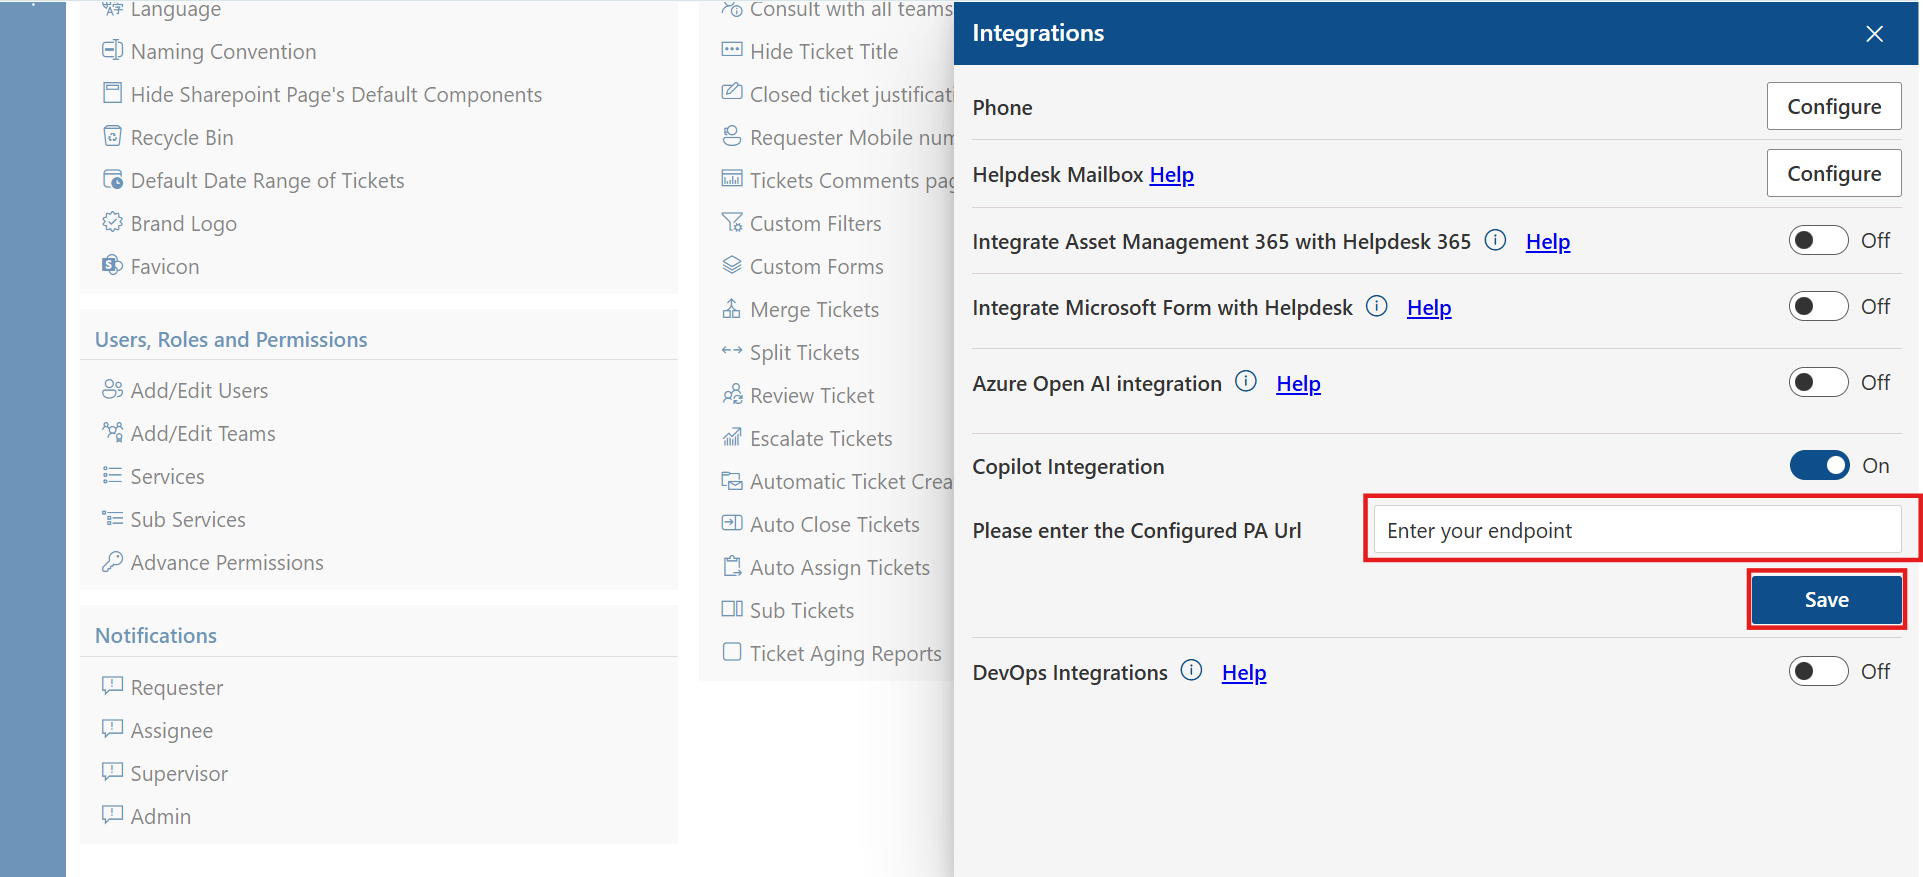 Language
Naming Convention
Hide Sharepoint Page's Default Components
Recycle Bin
Default Date Range of Tickets
Brand Logo
Favicon
Users, Roles and Permissions
Add/Edit Users
Add/Edit Teams
Services
Sub Services
Advance Permissions
Notifications
Requester
Assignee
Supervisor
Admin
Consult with all teams
Hide Ticket Title
Closed ticket justificati
Requester Mobile num
Tickets Comments pag
Custom Filters
Custom Forms
Merge Tickets
Split Tickets
Review Ticket
Escalate Tickets
Automatic Ticket Crea
Auto Close Tickets
Auto Assign Tickets
Sub Tickets
Ticket Aging Reports
Integrations
Phone Configure
Helpdesk Mailbox Help Configure
Integrate Asset Management 365 with Helpdesk 365 Help Off
Integrate Microsoft Form with Helpdesk Help Off
Azure Open AI integration Help Off
Copilot Integeration On
Please enter the Configured PA Url Enter your endpoint
Save
DevOps Integrations Help Off